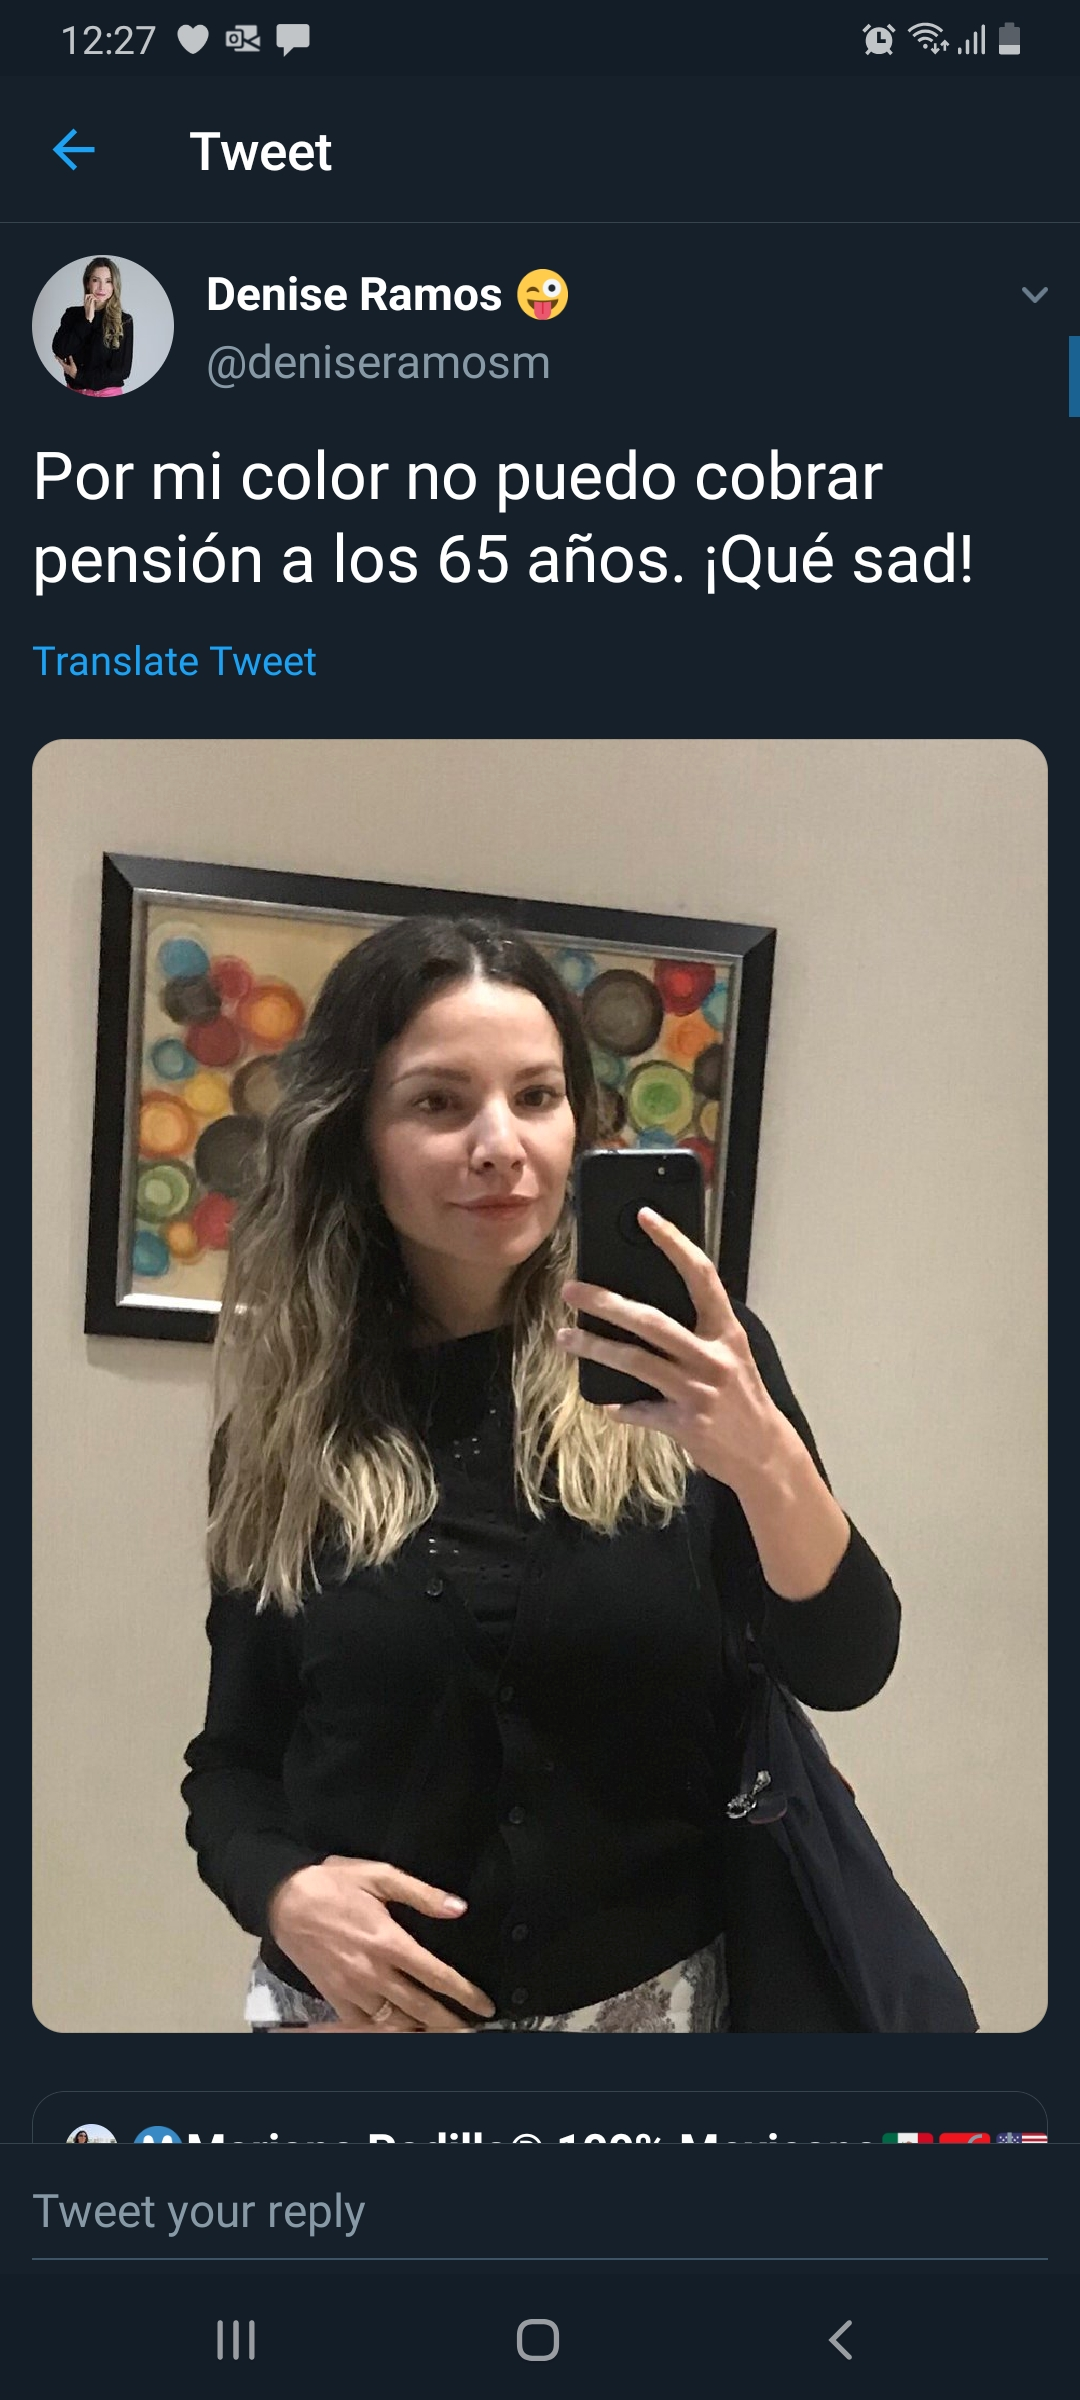 12:27
Tweet
Denise Ramos 😜
@deniseramosm
Por mi color no puedo cobrar
pensión a los 65 años. ¡Qué sad!
Translate Tweet
Tweet your reply